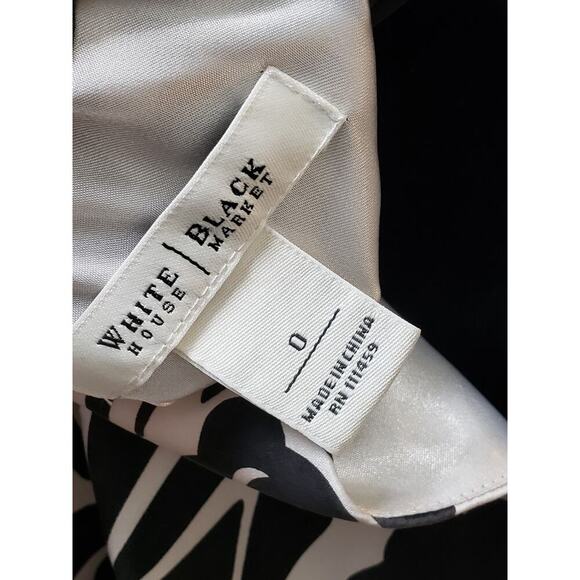 WHITE | BLACK
HOUSE | MARKET
0
MADE IN CHINA
RN 111459